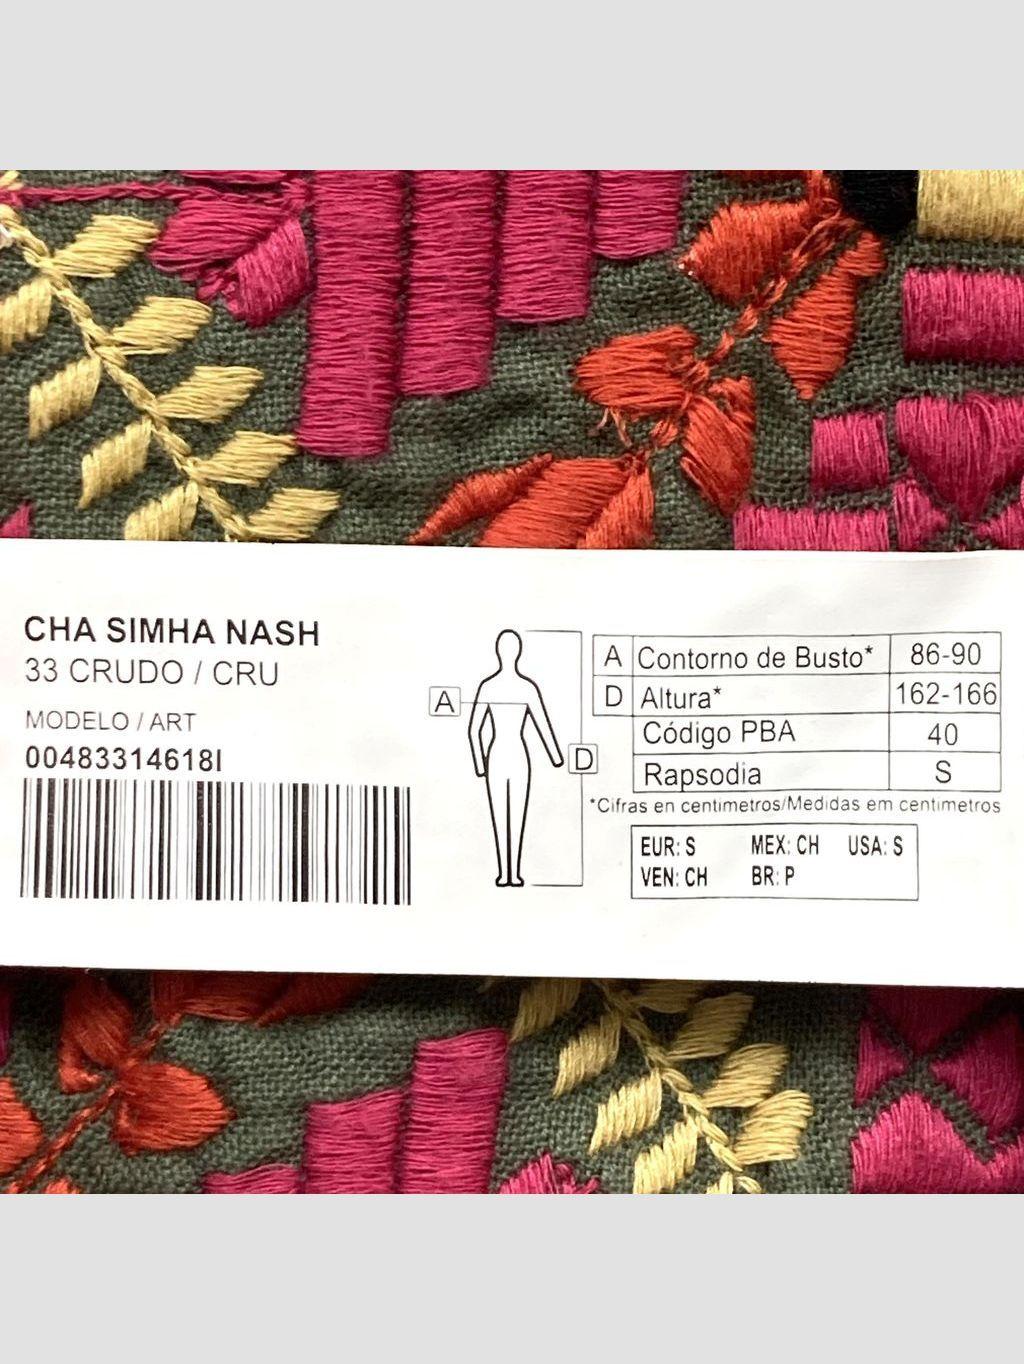 CHA SIMHA NASH
33 CRUDO / CRU
MODELO / ART
00483314618I
A
D
A Contorno de Busto* 86-90
D Altura* 162-166
Código PBA 40
Rapsodia S
*Cifras en centimetros/Medidas em centimetros
EUR: S MEX: CH USA: S
VEN: CH BR: P